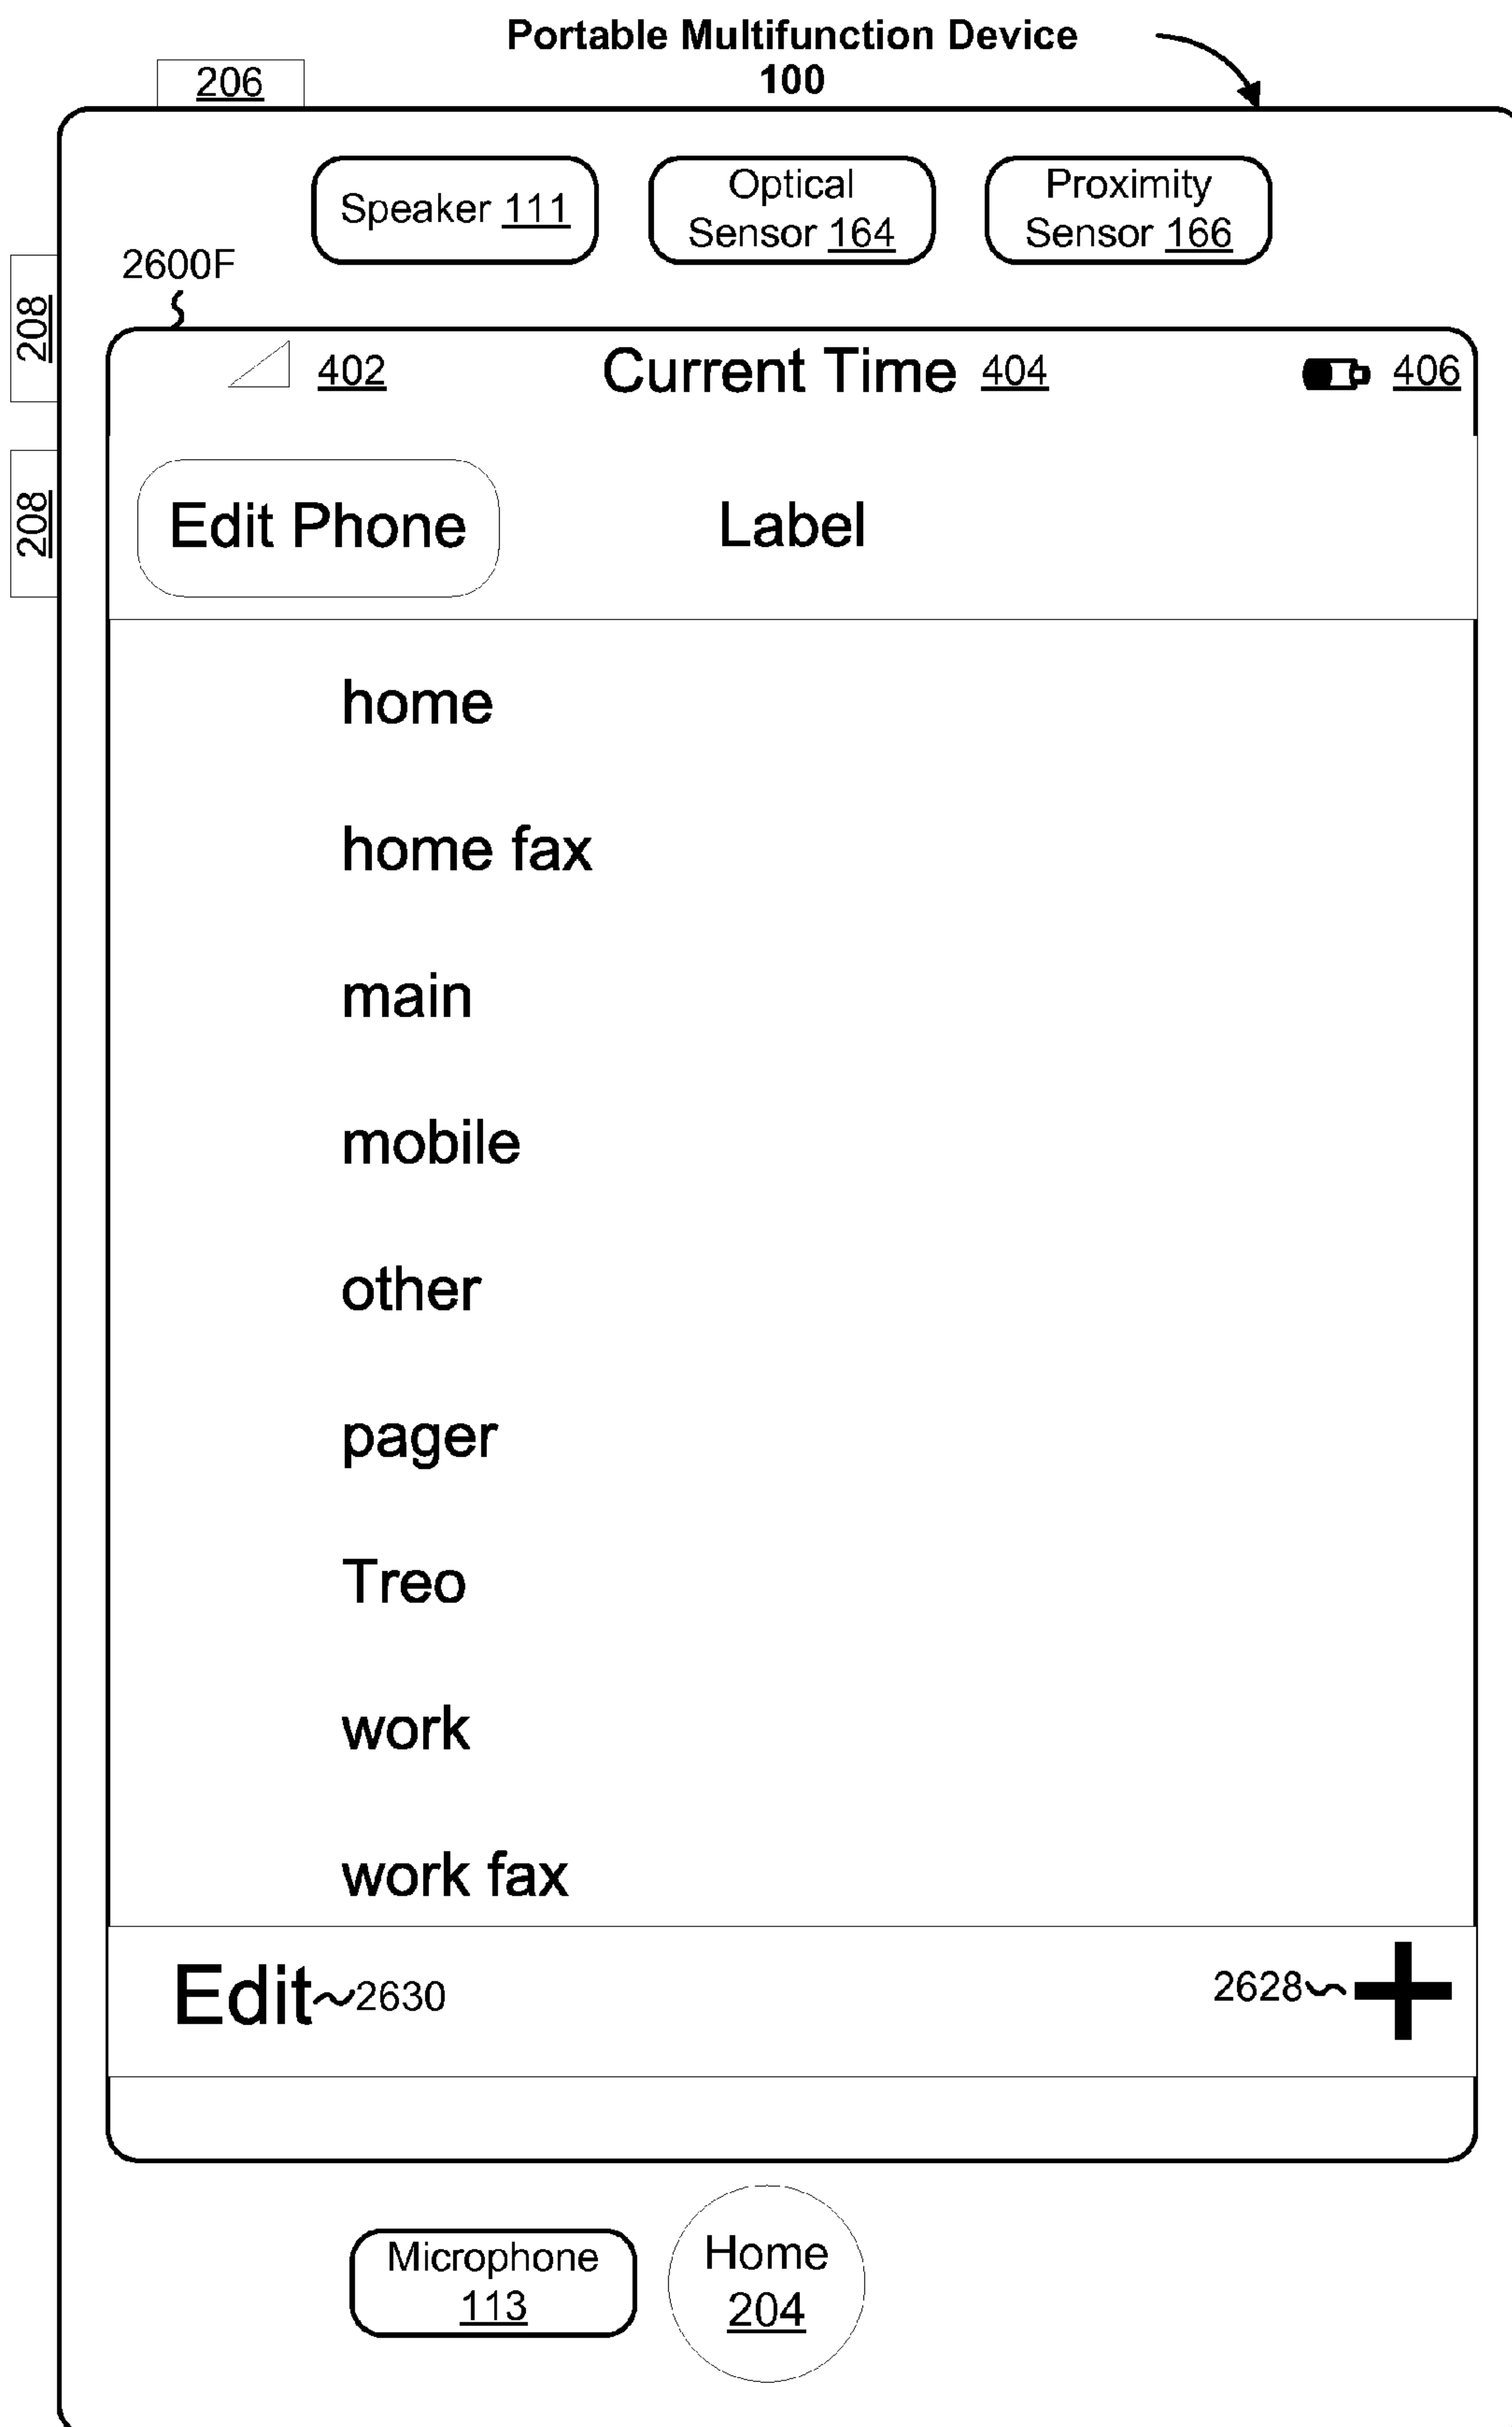 Portable Multifunction Device
100
206
Speaker 111
Optical
Sensor 164
Proximity
Sensor 166
2600F
208
402
Current Time 404
406
208
Edit Phone
Label
home
home fax
main
mobile
other
pager
Treo
work
work fax
Edit
2630
2628
Microphone
113
Home
204